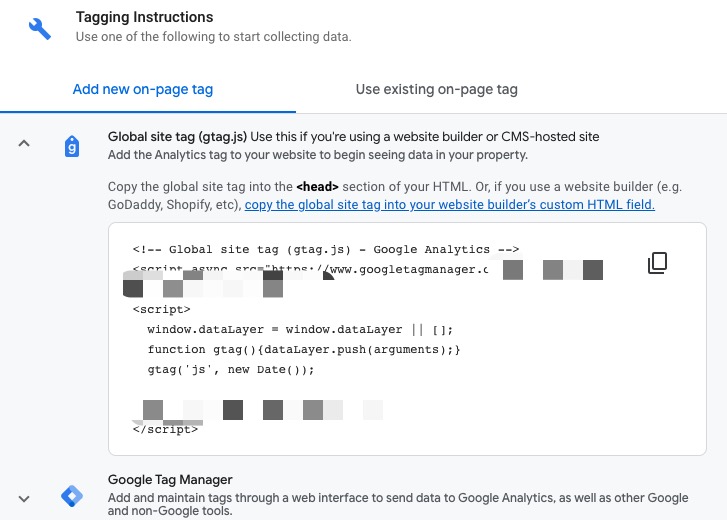 Tagging Instructions
Use one of the following to start collecting data.
Add new on-page tag
Use existing on-page tag
g
Global site tag (gtag.js) Use this if you're using a website builder or CMS-hosted site
Add the Analytics tag to your website to begin seeing data in your property.
Copy the global site tag into the <head> section of your HTML. Or, if you use a website builder (e.g.
GoDaddy, Shopify, etc), copy the global site tag into your website builder's custom HTML field.
<!-- Global site tag (gtag.js) - Google Analytics -->
<script async src="https://www.googletagmanager.c
<script>
window.dataLayer = window.dataLayer || [];
function gtag(){dataLayer.push(arguments);}
gtag('js', new Date());
</script>
Google Tag Manager
Add and maintain tags through a web interface to send data to Google Analytics, as well as other Google
and non-Google tools.